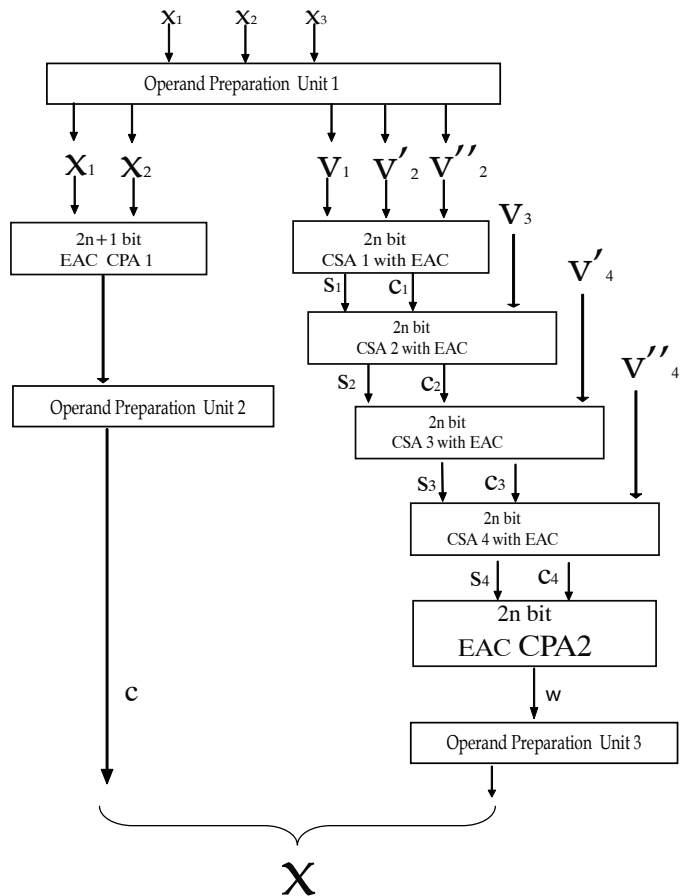 x1 x2 x3
Operand Preparation Unit 1
x1 x2 v1 v'2 v''2
v3
2n+1 bit
EAC CPA 1
2n bit
CSA 1 with EAC
v'4
s1 c1
2n bit
CSA 2 with EAC
v''4
s2 c2
Operand Preparation Unit 2
2n bit
CSA 3 with EAC
s3 c3
2n bit
CSA 4 with EAC
s4 c4
2n bit
EAC CPA2
c
w
Operand Preparation Unit 3
X